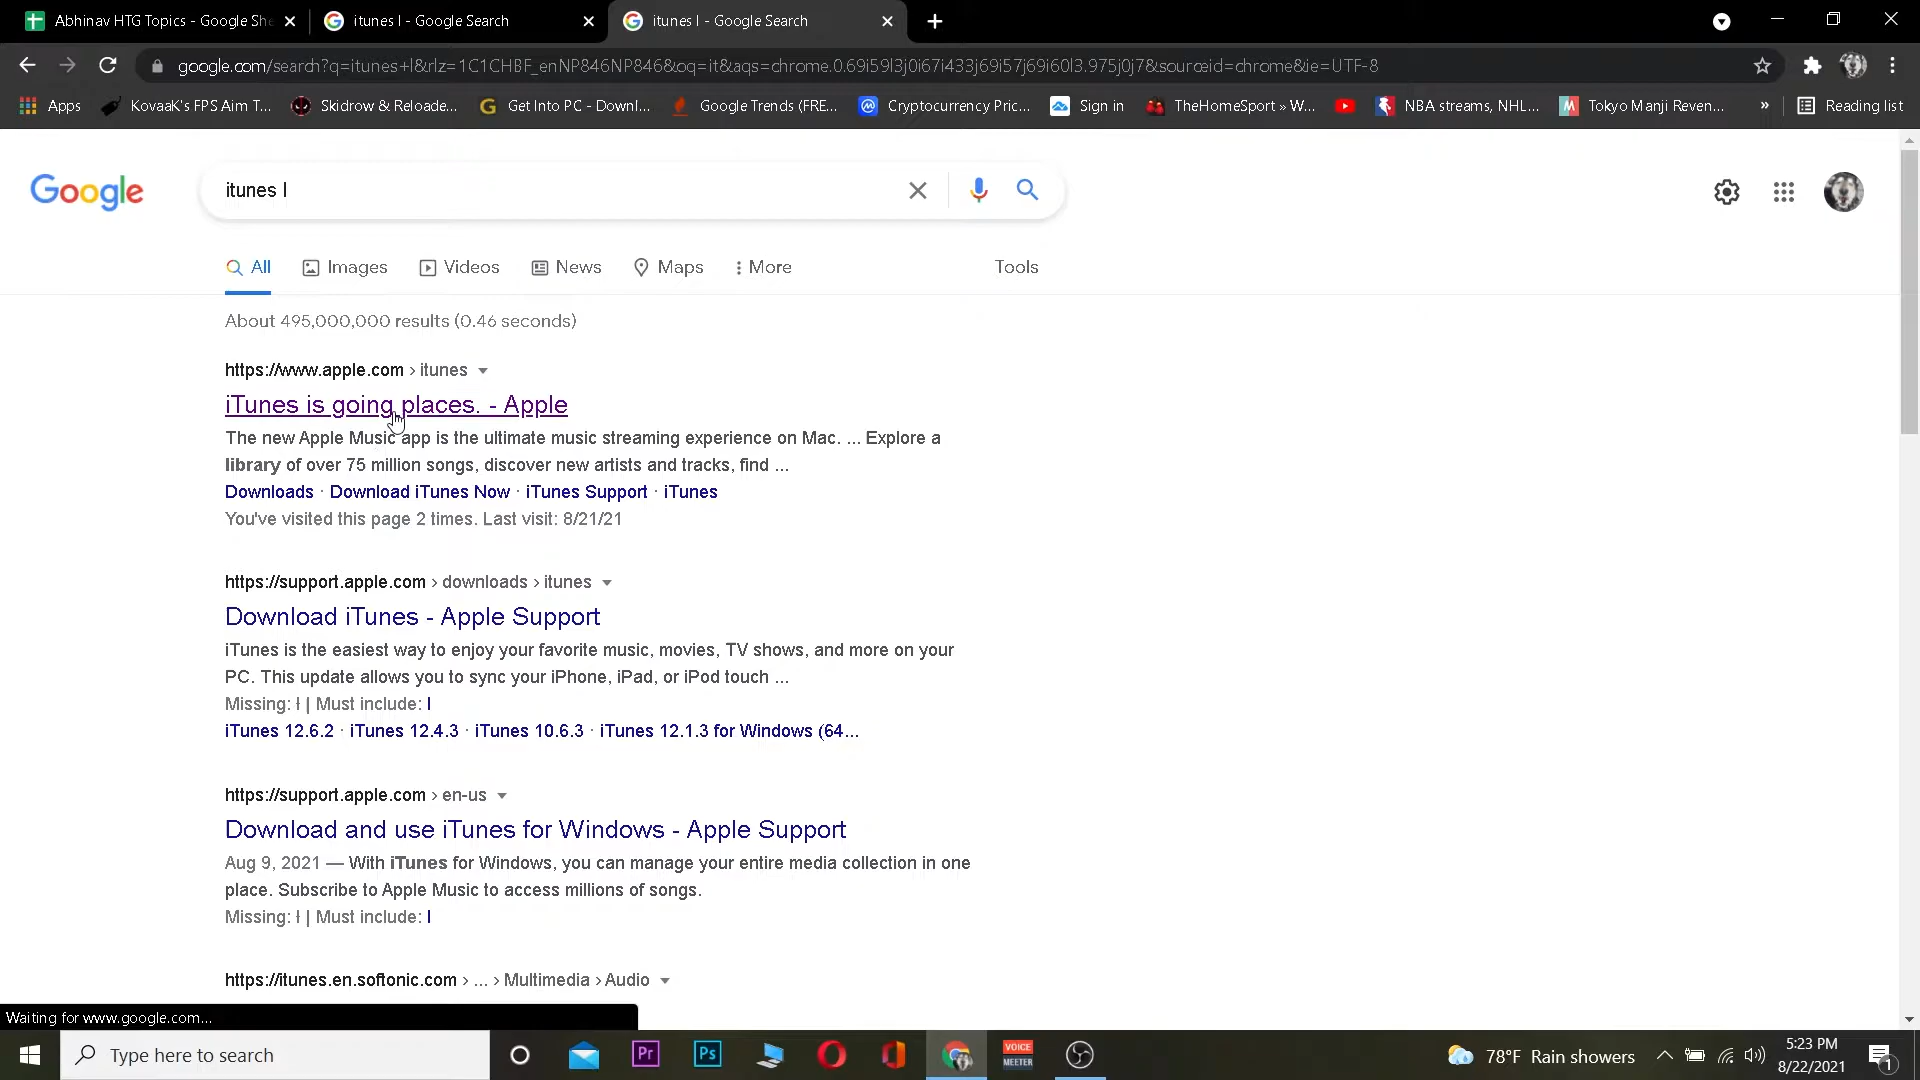 Abhinav HTG Topics - Google She
itunes l - Google Search
itunes l - Google Search
google.com/search?q=itunes+l&rlz=1C1CHBF_enNP846NP846&oq=it&aqs=chrome.0.69i59l3j0i67i433j69i57j69i60l3.975j0j7&sourceid=chrome&ie=UTF-8
Apps KovaaK's FPS Aim T... Skidrow & Reloade... Get Into PC - Downl... Google Trends (FRE... Cryptocurrency Pric... Sign in TheHomeSport » W... NBA streams, NHL... Tokyo Manji Reven... » Reading list
Google
itunes l
All Images Videos News Maps More Tools
About 495,000,000 results (0.46 seconds)
https://www.apple.com › itunes
iTunes is going places. - Apple
The new Apple Music app is the ultimate music streaming experience on Mac. ... Explore a
library of over 75 million songs, discover new artists and tracks, find ...
Downloads · Download iTunes Now · iTunes Support · iTunes
You've visited this page 2 times. Last visit: 8/21/21
https://support.apple.com › downloads › itunes
Download iTunes - Apple Support
iTunes is the easiest way to enjoy your favorite music, movies, TV shows, and more on your
PC. This update allows you to sync your iPhone, iPad, or iPod touch ...
Missing: l | Must include: l
iTunes 12.6.2 · iTunes 12.4.3 · iTunes 10.6.3 · iTunes 12.1.3 for Windows (64...
https://support.apple.com › en-us
Download and use iTunes for Windows - Apple Support
Aug 9, 2021 — With iTunes for Windows, you can manage your entire media collection in one
place. Subscribe to Apple Music to access millions of songs.
Missing: l | Must include: l
https://itunes.en.softonic.com › ... › Multimedia › Audio
Waiting for www.google.com...
Type here to search
Pr
Ps
VOICE
MEETER
78°F Rain showers
5:23 PM
8/22/2021
1